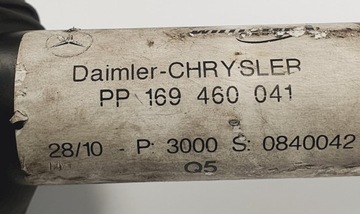 Daimler-CHRYSLER
PP 169 460 041
28/10 - P: 3000 S: 0840042
Q5